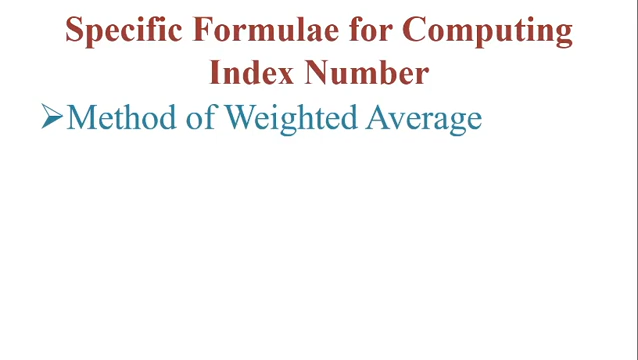 Specific Formulae for Computing
Index Number
➢Method of Weighted Average